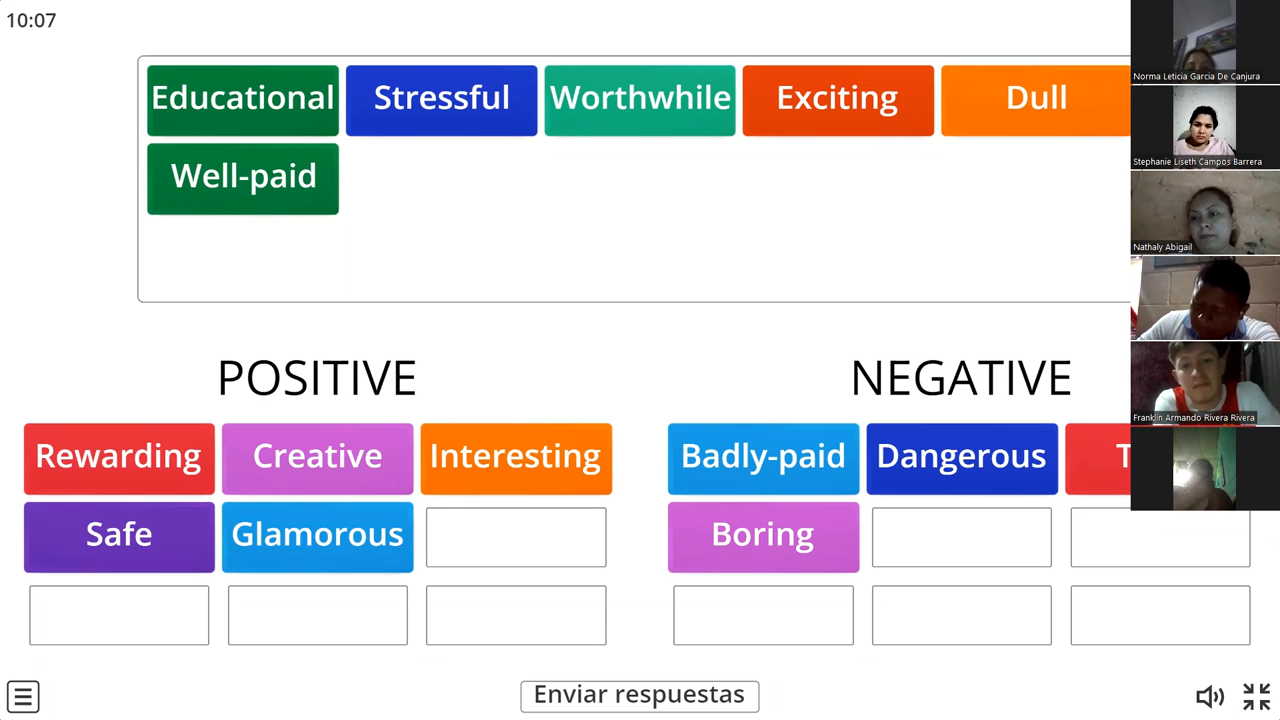 10:07
Educational Stressful Worthwhile Exciting Dull
Well-paid
POSITIVE NEGATIVE
Rewarding Creative Interesting Badly-paid Dangerous
Safe Glamorous Boring
Enviar respuestas
Norma Leticia Garcia De Canjura
Stephanie Liseth Campos Barrera
Nathaly Abigail
Franklin Armando Rivera Rivera